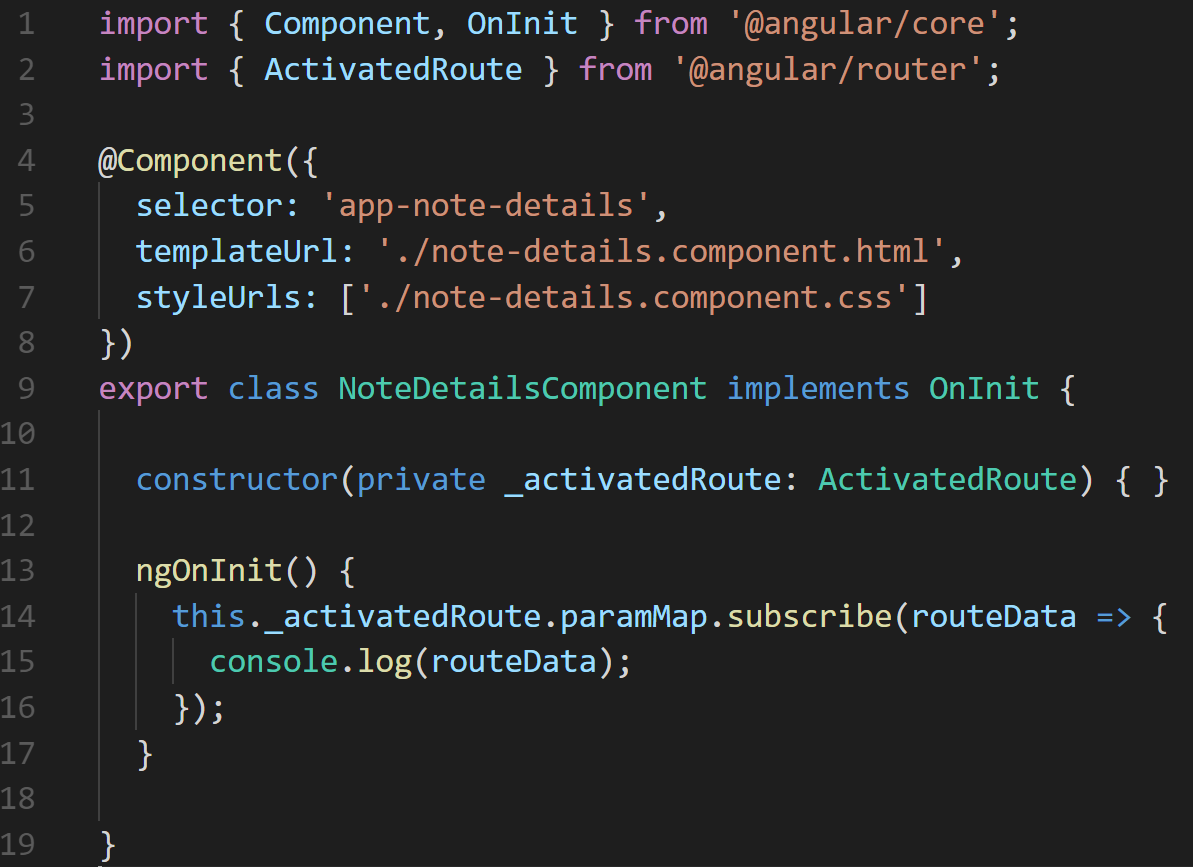 1 import { Component, OnInit } from '@angular/core';
2 import { ActivatedRoute } from '@angular/router';
3
4 @Component({
5   selector: 'app-note-details',
6   templateUrl: './note-details.component.html',
7   styleUrls: ['./note-details.component.css']
8 })
9 export class NoteDetailsComponent implements OnInit {
10
11   constructor(private _activatedRoute: ActivatedRoute) { }
12
13   ngOnInit() {
14     this._activatedRoute.paramMap.subscribe(routeData => {
15       console.log(routeData);
16     });
17   }
18
19 }